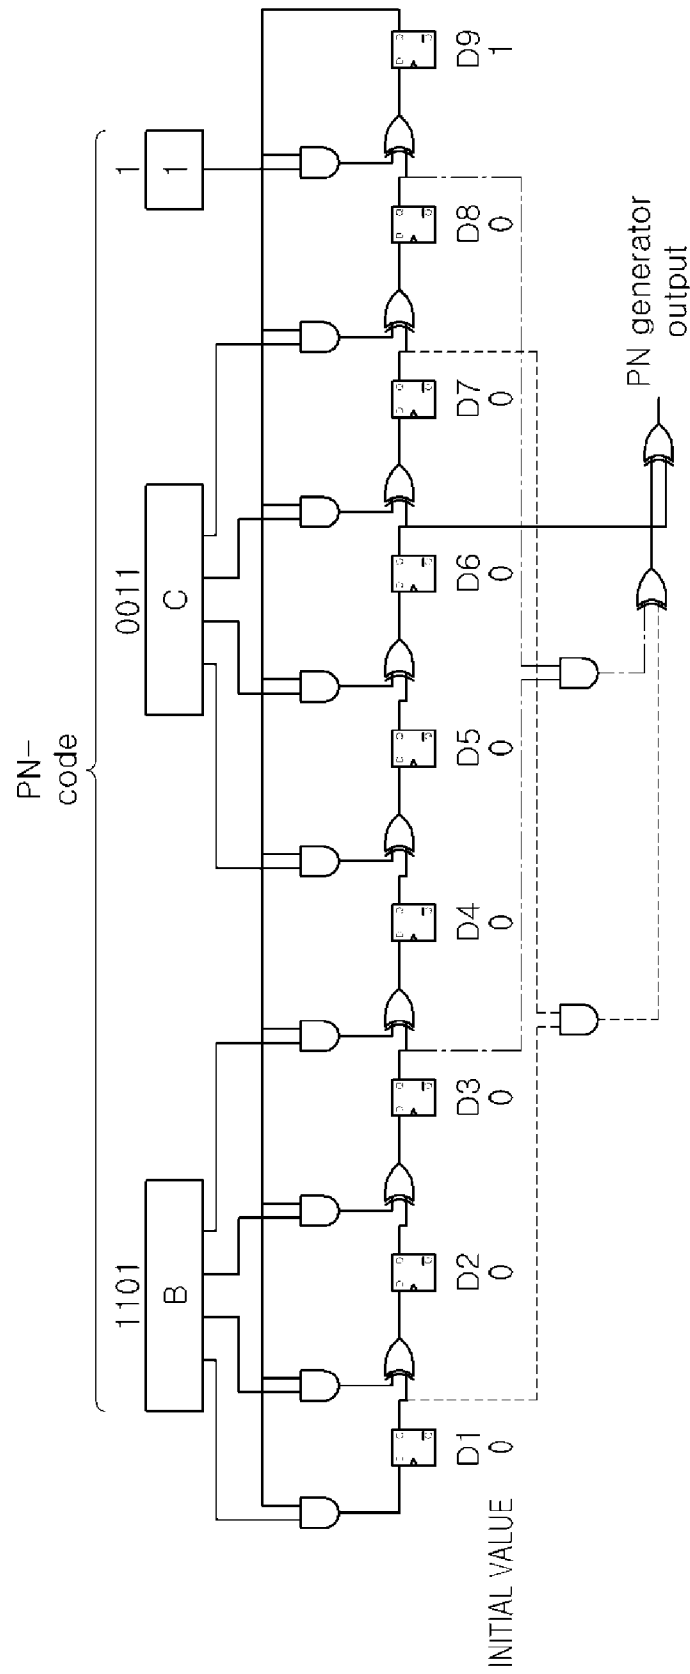 PN-
code
1101
0011
1
B
C
1
D1
D2
D3
D4
D5
D6
D7
D8
D9
INITIAL VALUE
0
0
0
0
0
0
0
0
1
PN generator
output